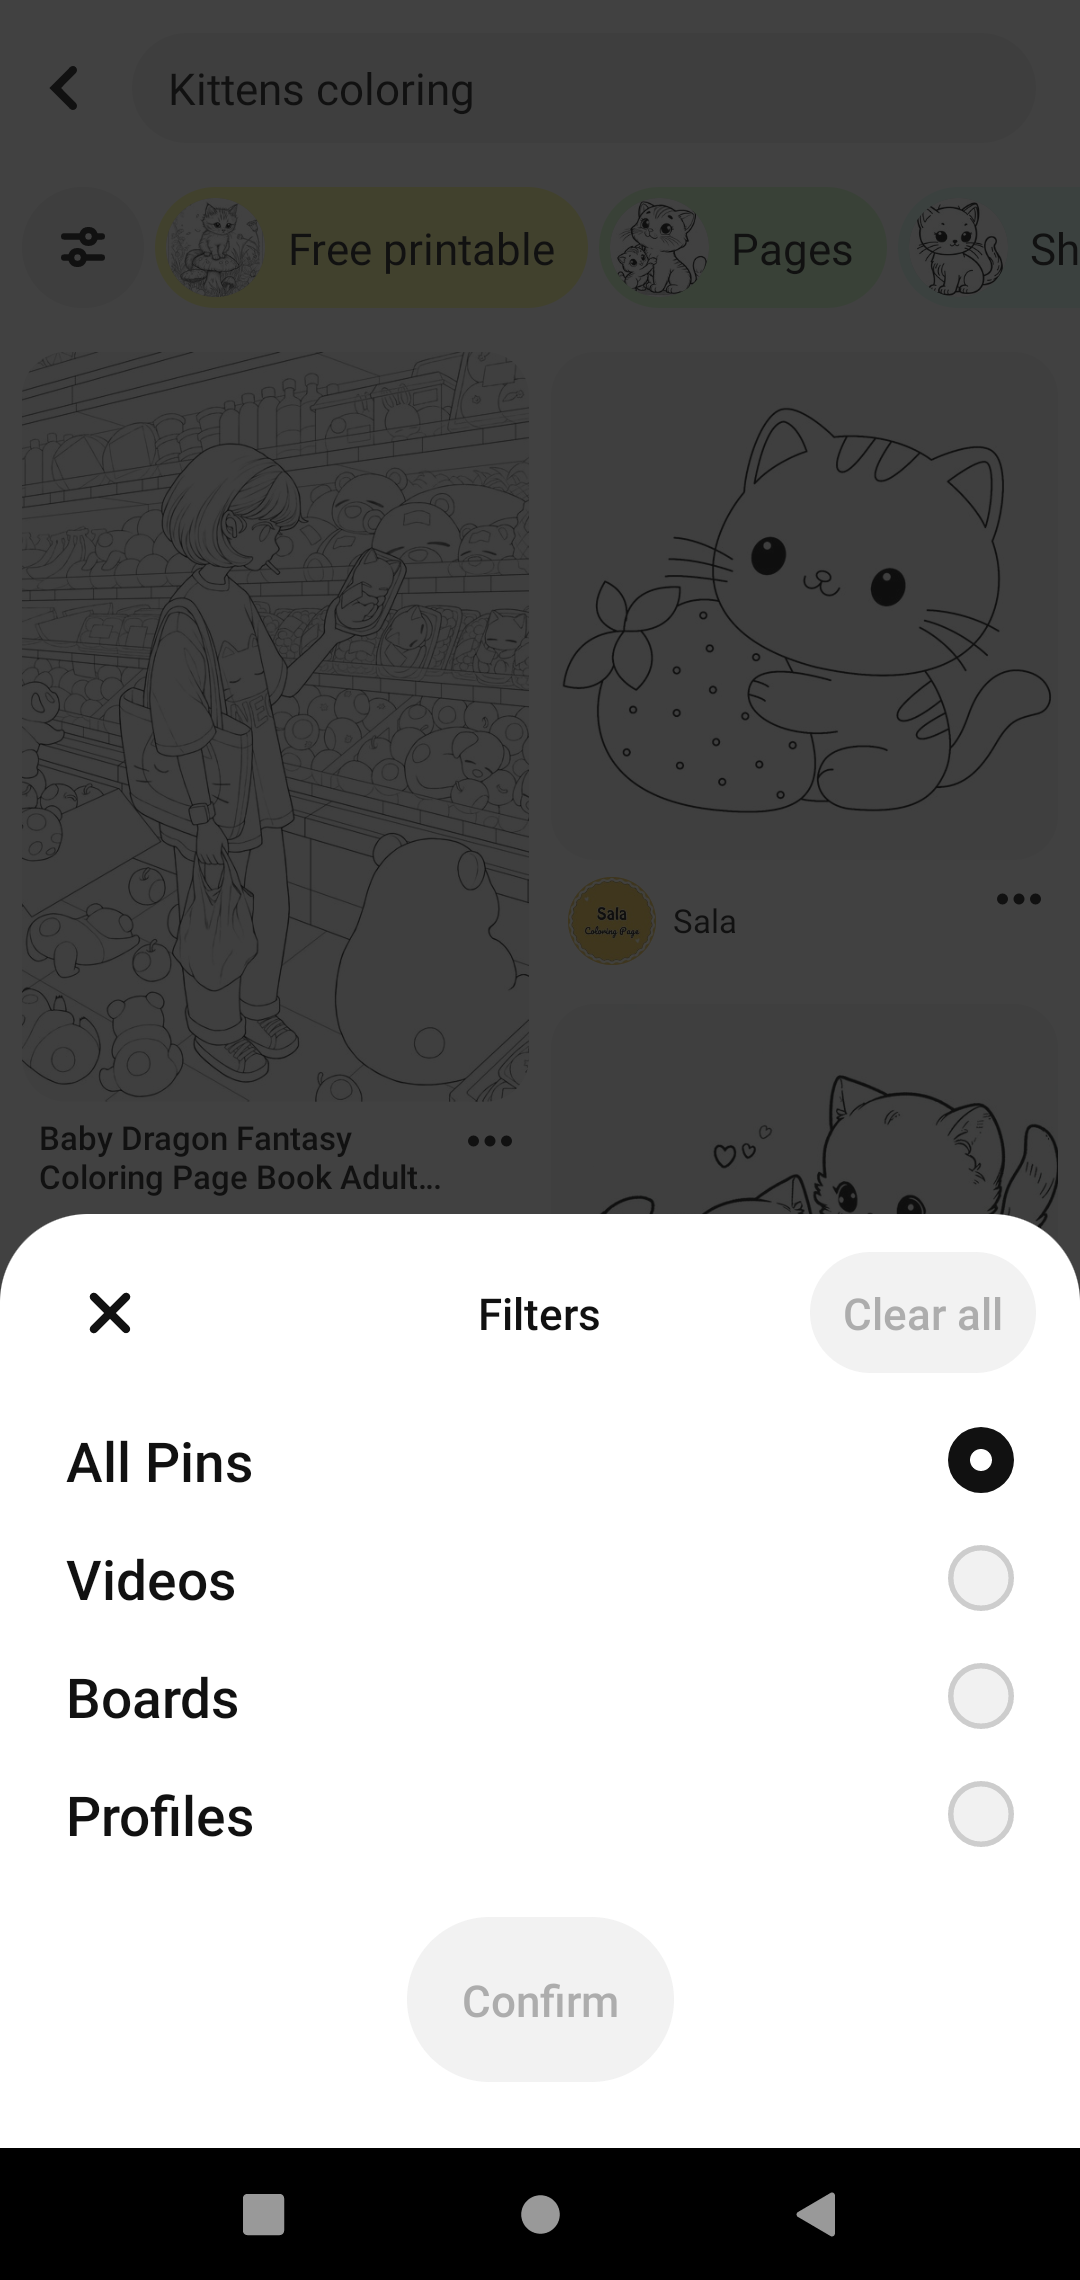 Kittens coloring
Free printable
Pages
Sh
Sala
Coloring Page
Sala
Baby Dragon Fantasy
Coloring Page Book Adult...
Filters
Clear all
All Pins
Videos
Boards
Profiles
Confirm